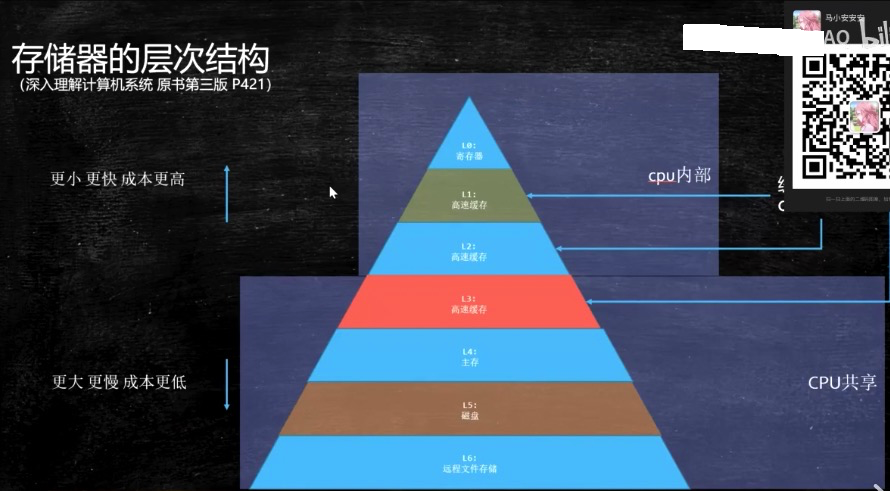 马小安安安
存储器的层次结构
（深入理解计算机系统 原书第三版 P421）
L0:
寄存器
更小 更快 成本更高
cpu内部
L1:
高速缓存
L2:
高速缓存
L3:
高速缓存
L4:
主存
更大 更慢 成本更低
CPU共享
L5:
磁盘
L6:
远程文件存储